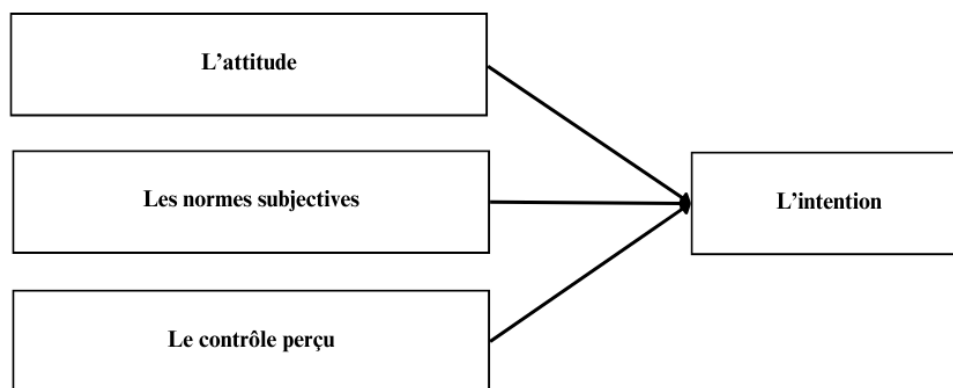 L'attitude
Les normes subjectives
L'intention
Le contrôle perçu